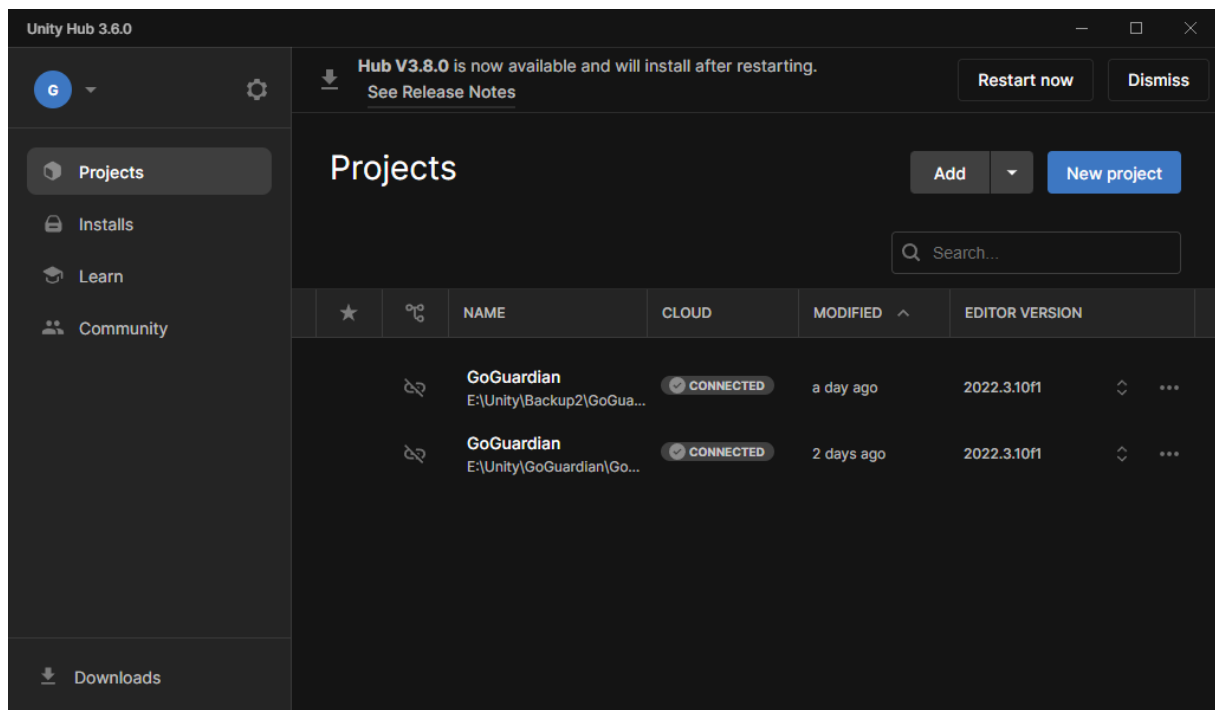 Unity Hub 3.6.0
G
Hub V3.8.0 is now available and will install after restarting.
See Release Notes
Restart now
Dismiss
Projects
Installs
Learn
Community
Downloads
Projects
Add
New project
Search...
NAME CLOUD MODIFIED EDITOR VERSION
GoGuardian
E:\Unity\Backup2\GoGua...
CONNECTED
a day ago
2022.3.10f1
GoGuardian
E:\Unity\GoGuardian\Go...
CONNECTED
2 days ago
2022.3.10f1